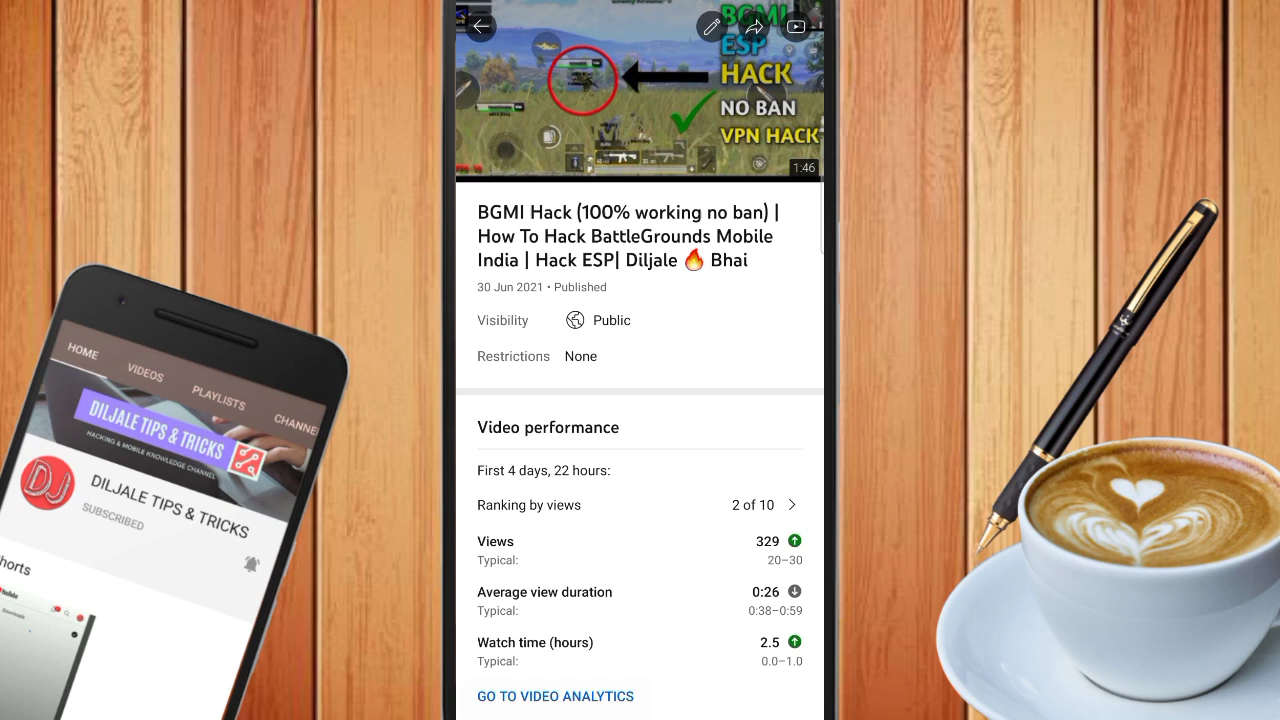 HOME
VIDEOS
PLAYLISTS
CHANNE
DILJALE TIPS & TRICKS
HACKING & MOBILE KNOWLEDGE CHANNEL
DJ
DILJALE TIPS & TRICKS
SUBSCRIBED
horts
YouTube
Downloads
BGMI
ESP
HACK
NO BAN
VPN HACK
1:46
BGMI Hack (100% working no ban) |
How To Hack BattleGrounds Mobile
India | Hack ESP| Diljale 🔥 Bhai
30 Jun 2021 • Published
Visibility Public
Restrictions None
Video performance
First 4 days, 22 hours:
Ranking by views 2 of 10
Views 329
Typical: 20–30
Average view duration 0:26
Typical: 0:38–0:59
Watch time (hours) 2.5
Typical: 0.0–1.0
GO TO VIDEO ANALYTICS